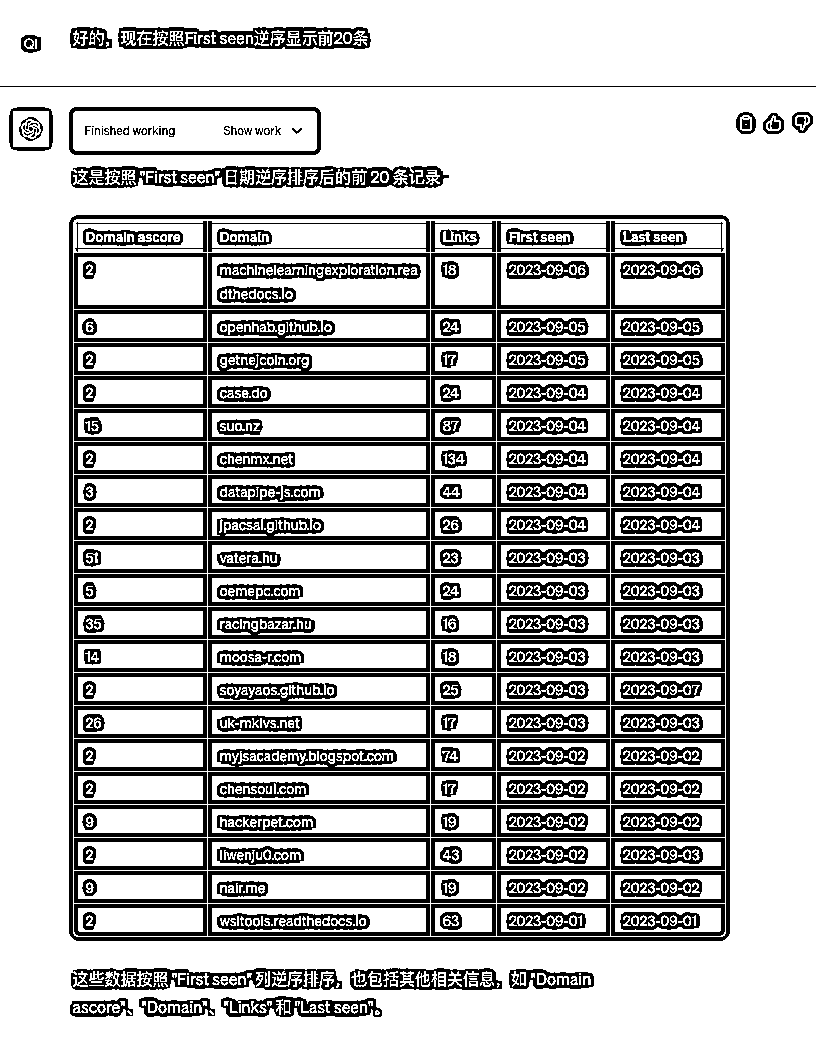 QI
好的，现在按照First seen逆序显示前20条
Finished working Show work
这是按照 "First seen" 日期逆序排序后的前 20 条记录
Domain ascore Domain Links First seen Last seen
2 machinelearningexploration.rea 18 2023-09-06 2023-09-06
dthedocs.io
6 openhab.github.io 24 2023-09-05 2023-09-05
2 getnejcoin.org 17 2023-09-05 2023-09-05
2 case.do 24 2023-09-04 2023-09-04
15 suo.nz 87 2023-09-04 2023-09-04
2 chenmx.net 134 2023-09-04 2023-09-04
3 datapipe-js.com 44 2023-09-04 2023-09-04
2 jpacsai.github.io 26 2023-09-04 2023-09-04
51 vatera.hu 23 2023-09-03 2023-09-03
5 oemepc.com 24 2023-09-03 2023-09-03
35 racingbazar.hu 16 2023-09-03 2023-09-03
14 moosa-r.com 18 2023-09-03 2023-09-03
2 soyayaos.github.io 25 2023-09-03 2023-09-07
26 uk-mkivs.net 17 2023-09-03 2023-09-03
2 myjsacademy.blogspot.com 74 2023-09-02 2023-09-02
2 chensoul.com 17 2023-09-02 2023-09-02
9 hackerpet.com 19 2023-09-02 2023-09-02
2 liwenju0.com 43 2023-09-02 2023-09-03
9 nair.me 19 2023-09-02 2023-09-02
2 wsltools.readthedocs.io 63 2023-09-01 2023-09-01
这些数据按照 "First seen" 列逆序排序，也包括其他相关信息，如 "Domain
ascore"、"Domain"、"Links" 和 "Last seen"。